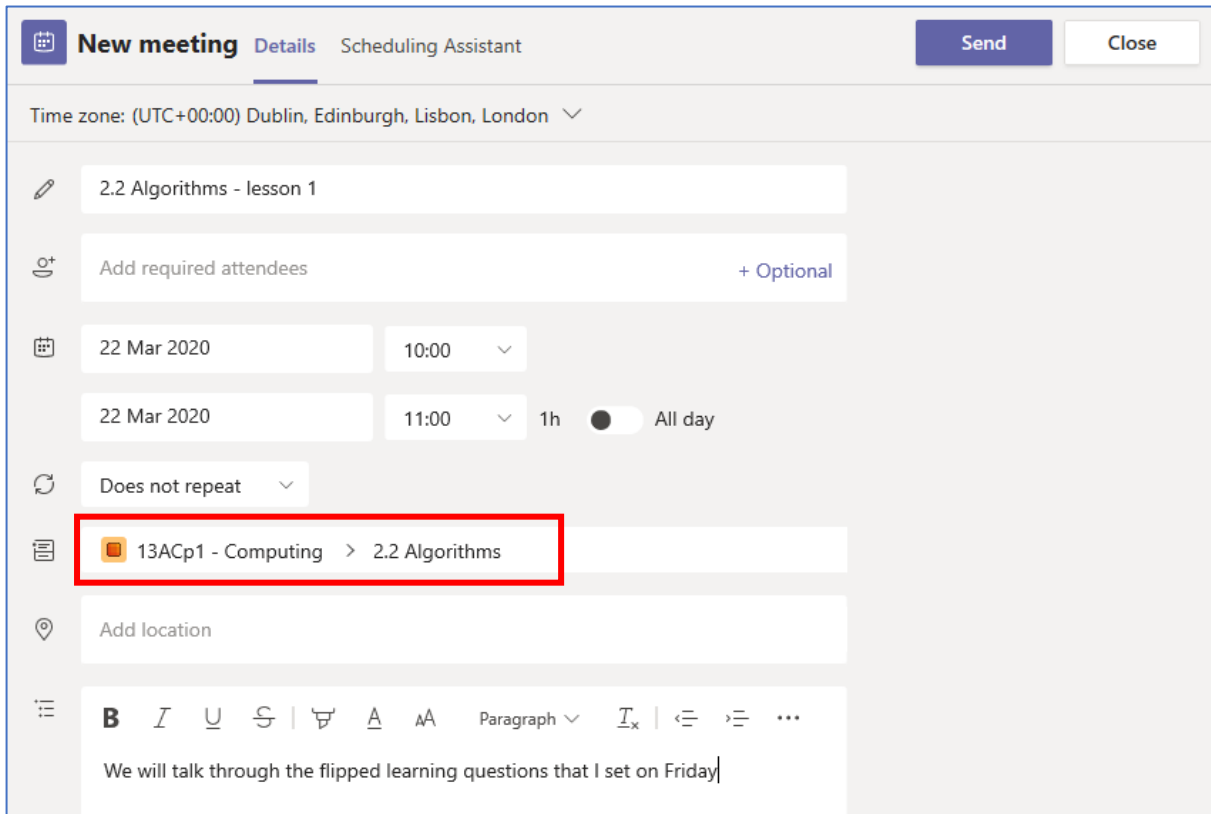 New meeting Details Scheduling Assistant Send Close
Time zone: (UTC+00:00) Dublin, Edinburgh, Lisbon, London
2.2 Algorithms - lesson 1
Add required attendees + Optional
22 Mar 2020 10:00
22 Mar 2020 11:00 1h All day
Does not repeat
13ACp1 - Computing > 2.2 Algorithms
Add location
B I U S A AA Paragraph Tx ...
We will talk through the flipped learning questions that I set on Friday